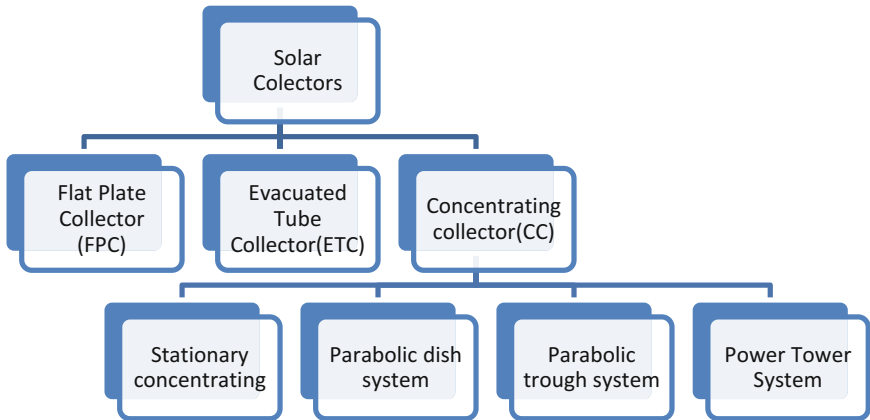 Solar
Colectors
Flat Plate
Collector
(FPC)
Evacuated
Tube
Collector(ETC)
Concentrating
collector(CC)
Stationary
concentrating
Parabolic dish
system
Parabolic
trough system
Power Tower
System